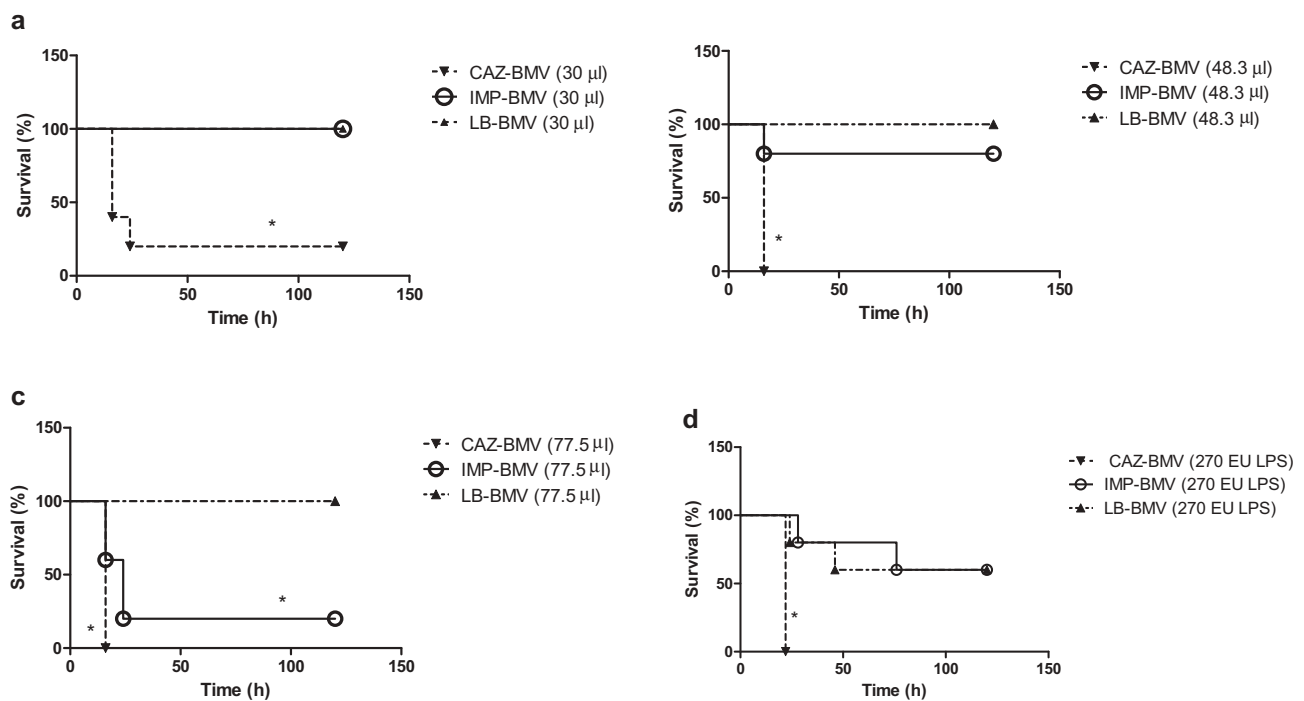 a
150
100
50
0
0 50 100 150
Survival (%)
Time (h)
CAZ-BMV (30 µl)
IMP-BMV (30 µl)
LB-BMV (30 µl)
*
150
100
50
0
0 50 100 150
Survival (%)
Time (h)
CAZ-BMV (48.3 µl)
IMP-BMV (48.3 µl)
LB-BMV (48.3 µl)
*
c
150
100
50
0
0 50 100 150
Survival (%)
Time (h)
CAZ-BMV (77.5 µl)
IMP-BMV (77.5 µl)
LB-BMV (77.5 µl)
*
*
d
150
100
50
0
0 50 100 150
Survival (%)
Time (h)
CAZ-BMV (270 EU LPS)
IMP-BMV (270 EU LPS)
LB-BMV (270 EU LPS)
*